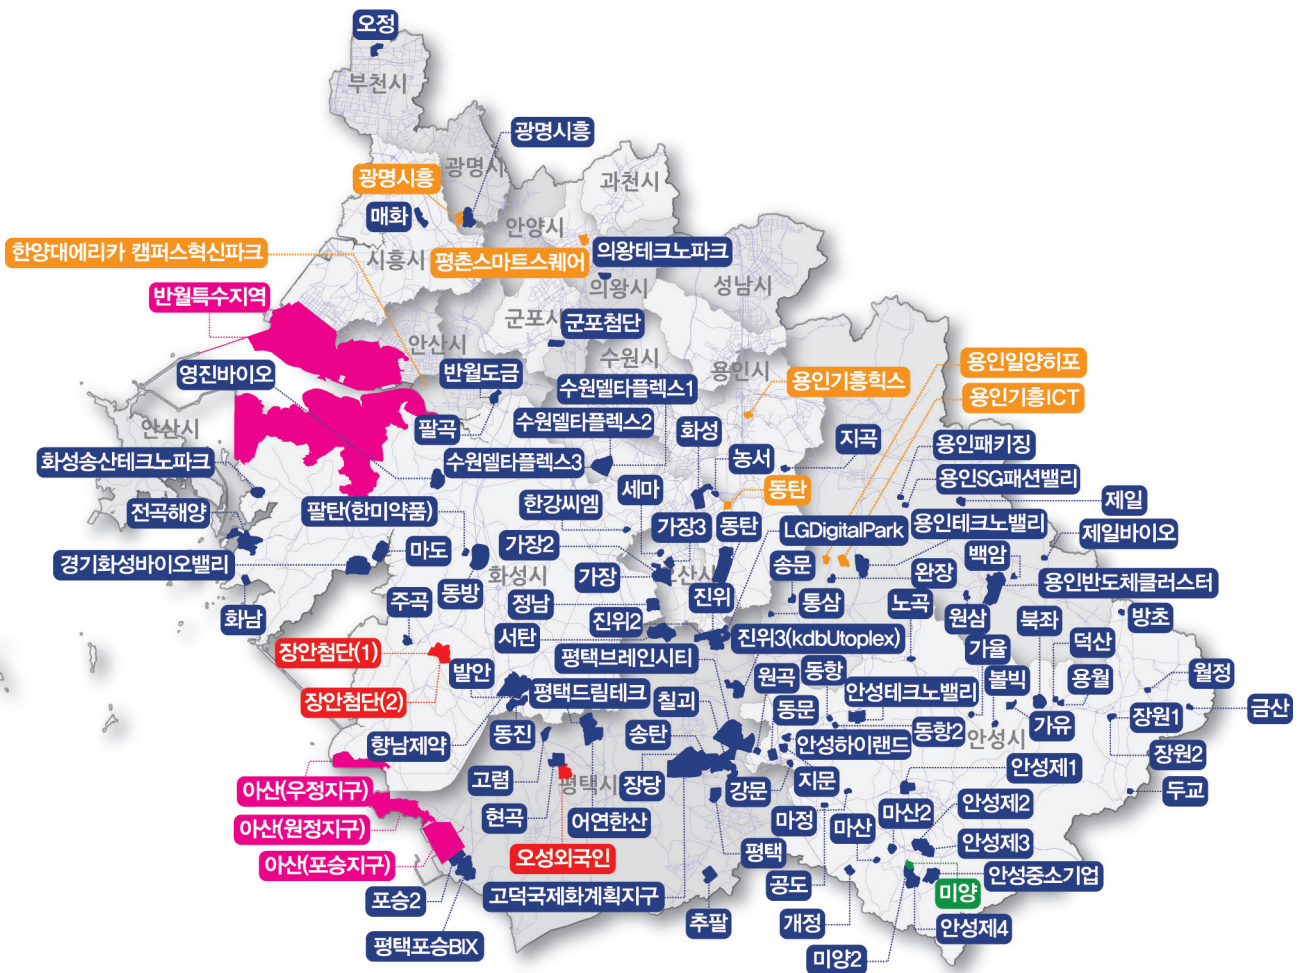 오정
부천시
광명시흥
광명시
과천시
광명시흥
매화
안양시
한양대에리카 캠퍼스혁신파크
시흥시
평촌스마트스퀘어
의왕테크노파크
의왕시
성남시
반월특수지역
군포시
군포첨단
안산시
수원시
용인시
영진바이오
반월도금
수원델타플렉스1
용인기흥힉스
용인일양히포
용인기흥ICT
안산시
팔곡
수원델타플렉스2
화성
지곡
용인패키징
화성송산테크노파크
수원델타플렉스3
농서
용인SG패션밸리
세마
동탄
제일
전곡해양
팔탄(한미약품)
한강씨엠
가장3
동탄
LGDigitalPark
용인테크노밸리
제일바이오
경기화성바이오밸리
마도
가장2
송문
백암
화성시
가장
오산시
완장
용인반도체클러스터
화남
주곡
동방
정남
진위
통삼
노곡
원삼
북좌
방초
진위2
서탄
진위3(kdbUtoplex)
가율
덕산
장안첨단(1)
평택브레인시티
원곡
동항
볼빅
용월
월정
장안첨단(2)
발안
평택드림테크
칠괴
동문
안성테크노밸리
금산
향남제약
동진
송탄
안성하이랜드
동항2
안성시
가유
장원1
장원2
고렴
평택시
장당
강문
지문
안성제1
아산(우정지구)
현곡
어연한산
마정
마산
마산2
안성제2
두교
아산(원정지구)
오성외국인
평택
안성제3
아산(포승지구)
고덕국제화계획지구
공도
미양
안성중소기업
포승2
추팔
개정
안성제4
평택포승BIX
미양2